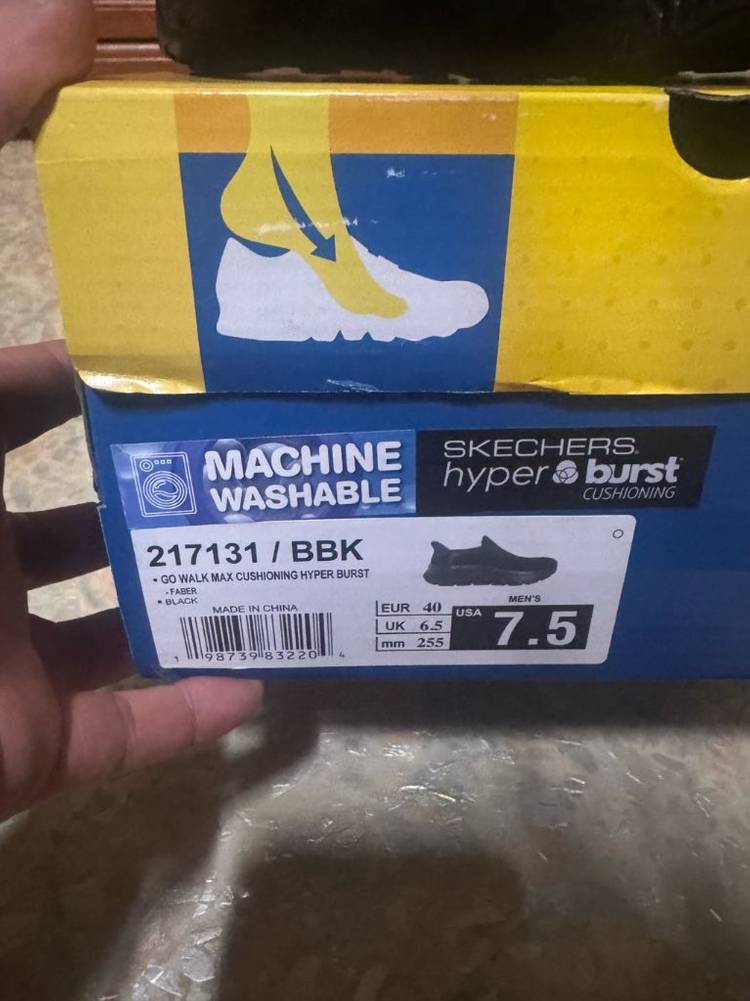 MACHINE
WASHABLE
SKECHERS.
hyper burst™
CUSHIONING
217131 / BBK
• GO WALK MAX CUSHIONING HYPER BURST
- FABER
• BLACK
MADE IN CHINA
1 98739 83220 4
EUR 40
UK 6.5
mm 255
MEN'S
USA 7.5